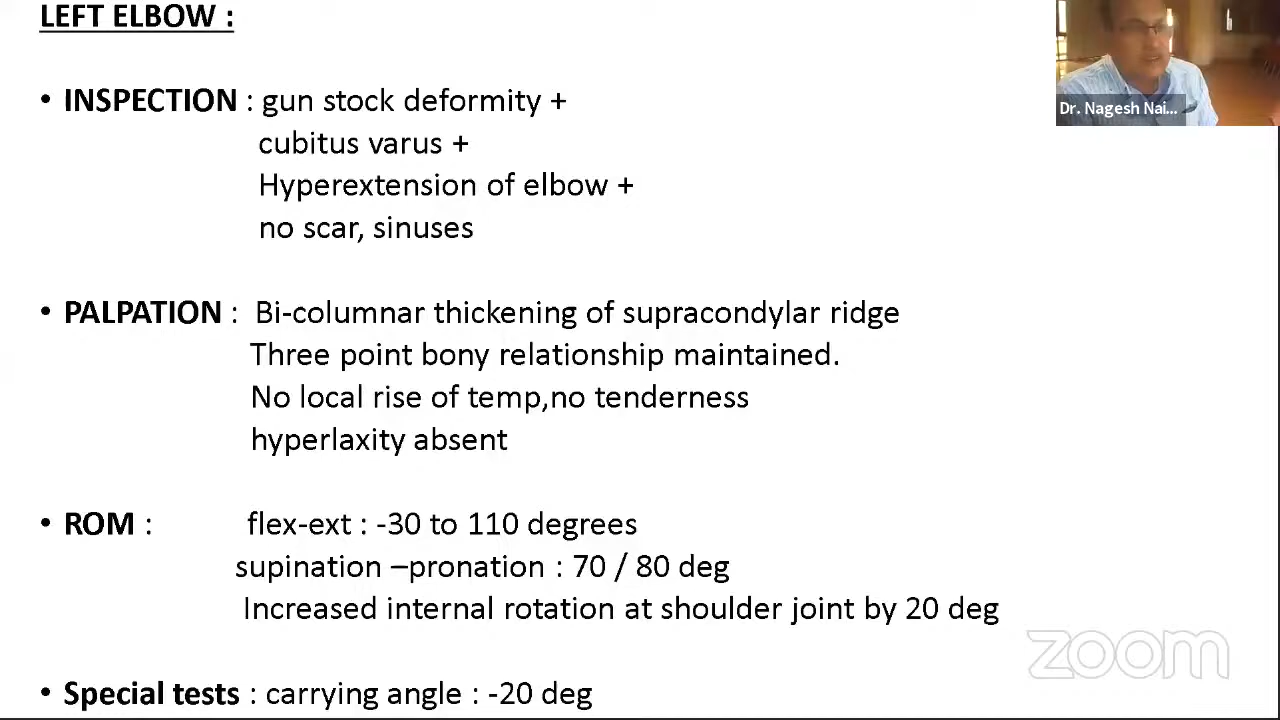 LEFT ELBOW :
• INSPECTION : gun stock deformity +
cubitus varus +
Hyperextension of elbow +
no scar, sinuses
• PALPATION : Bi-columnar thickening of supracondylar ridge
Three point bony relationship maintained.
No local rise of temp,no tenderness
hyperlaxity absent
• ROM : flex-ext : -30 to 110 degrees
supination –pronation : 70 / 80 deg
Increased internal rotation at shoulder joint by 20 deg
• Special tests : carrying angle : -20 deg
Dr. Nagesh Nai...
zoom